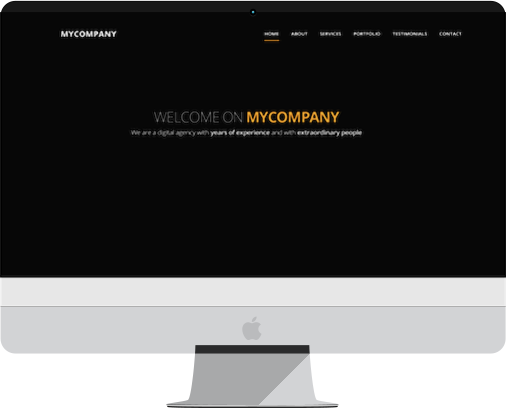 MYCOMPANY
HOME ABOUT SERVICES PORTFOLIO TESTIMONIALS CONTACT
WELCOME ON MYCOMPANY
We are a digital agency with years of experience and with extraordinary people